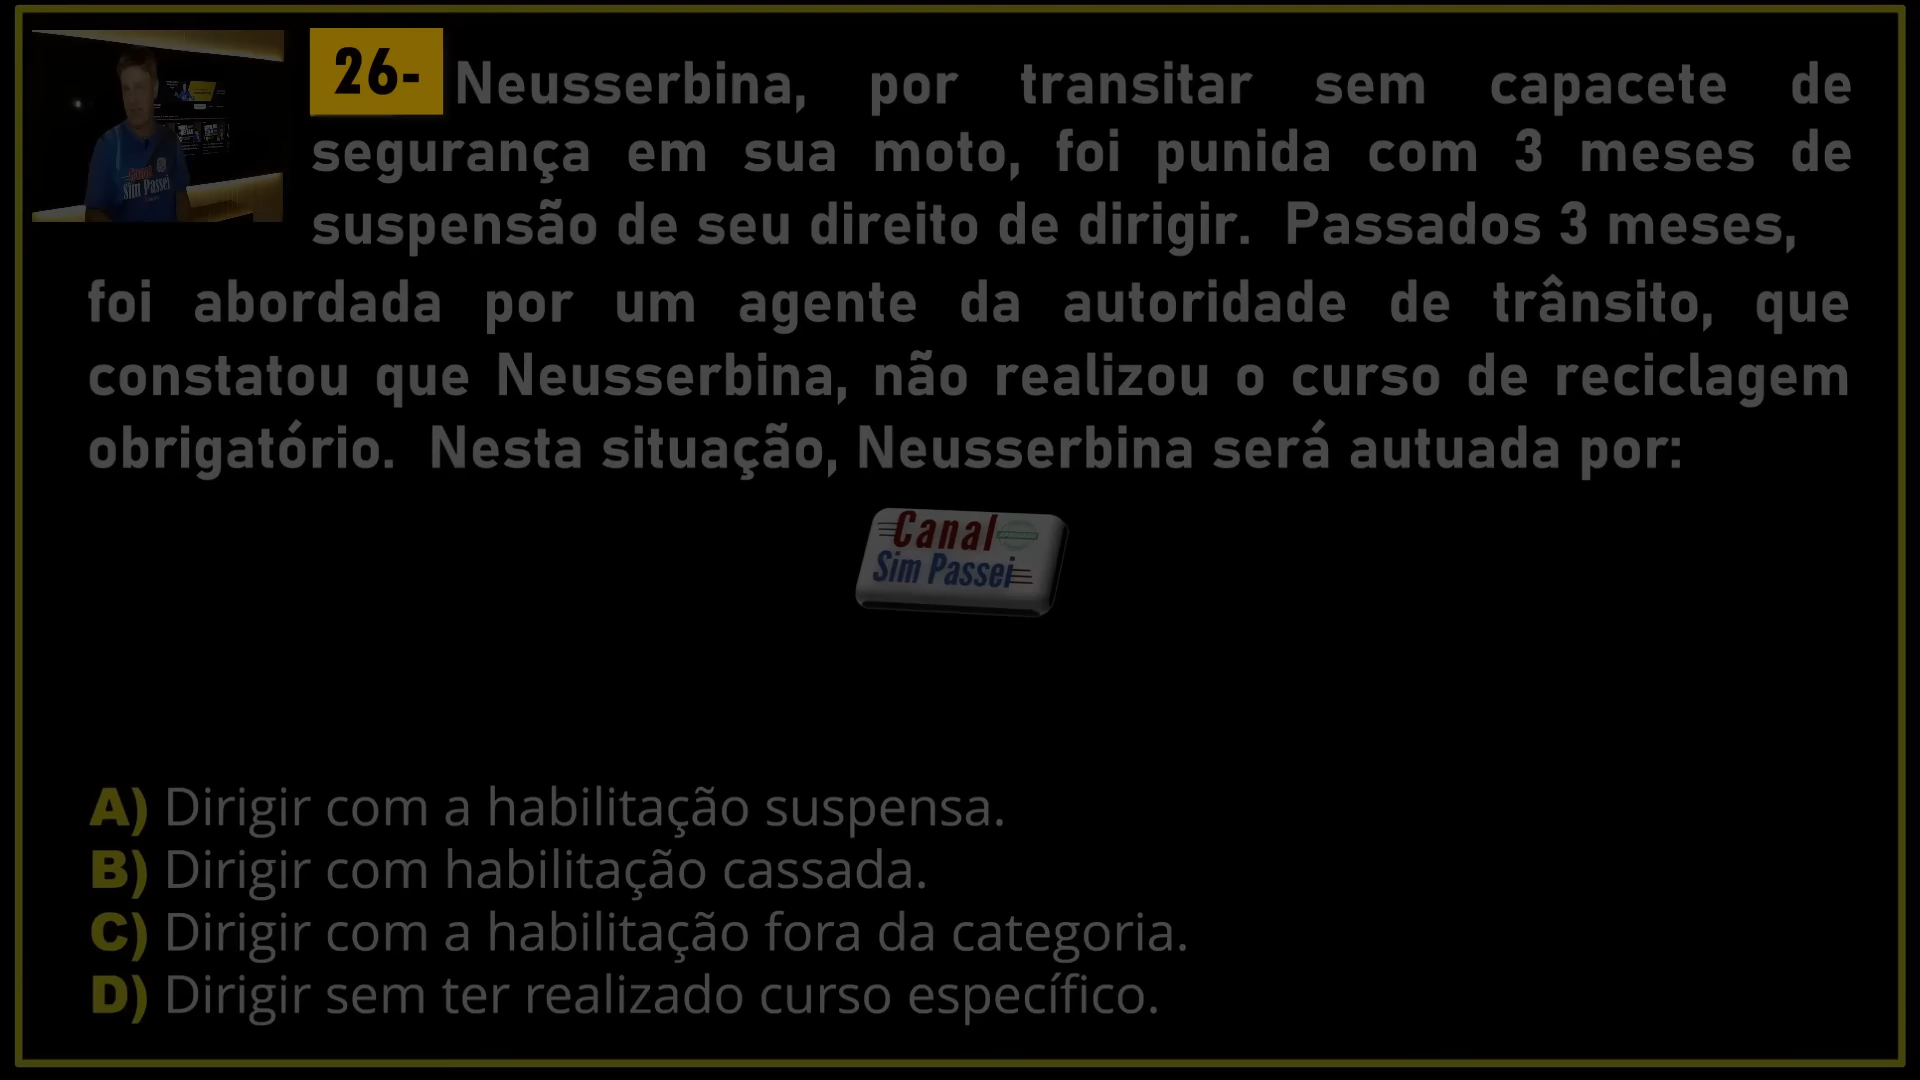 26- Neusserbina, por transitar sem capacete de
segurança em sua moto, foi punida com 3 meses de
suspensão de seu direito de dirigir. Passados 3 meses,
foi abordada por um agente da autoridade de trânsito, que
constatou que Neusserbina, não realizou o curso de reciclagem
obrigatório. Nesta situação, Neusserbina será autuada por:
Canal
Sim Passei
A) Dirigir com a habilitação suspensa.
B) Dirigir com habilitação cassada.
C) Dirigir com a habilitação fora da categoria.
D) Dirigir sem ter realizado curso específico.